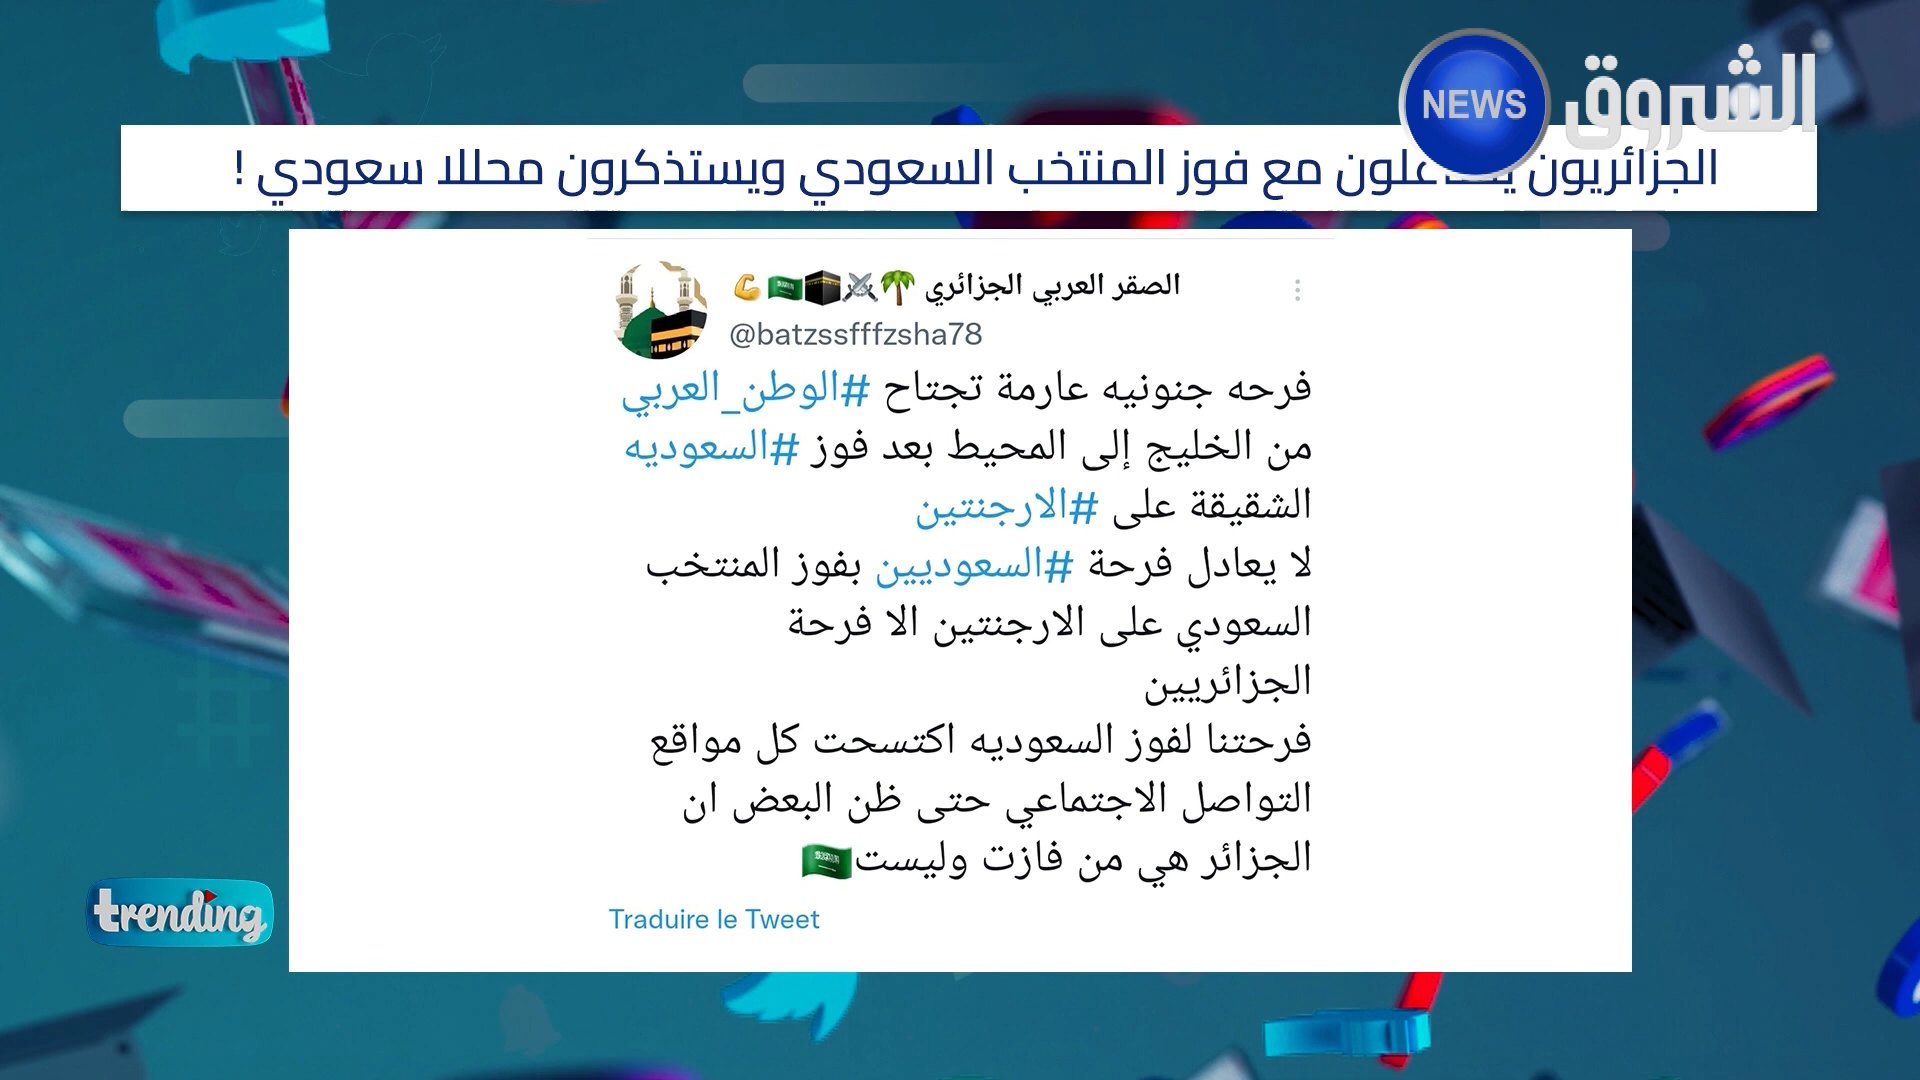 الشروق
NEWS
الجزائريون مع فوز المنتخب السعودي ويستذكرون محللا سعودي !
الصقر العربي الجزائري 🌴⚔️🕋🇸🇦💪
@batzssfffzsha78
فرحه جنونيه عارمة تجتاح #الوطن_العربي
من الخليج إلى المحيط بعد فوز #السعوديه
الشقيقة على #الارجنتين
لا يعادل فرحة #السعوديين بفوز المنتخب
السعودي على الارجنتين الا فرحة
الجزائريين
فرحتنا لفوز السعوديه اكتسحت كل مواقع
التواصل الاجتماعي حتى ظن البعض ان
الجزائر هي من فازت وليست🇸🇦
Traduire le Tweet
trending